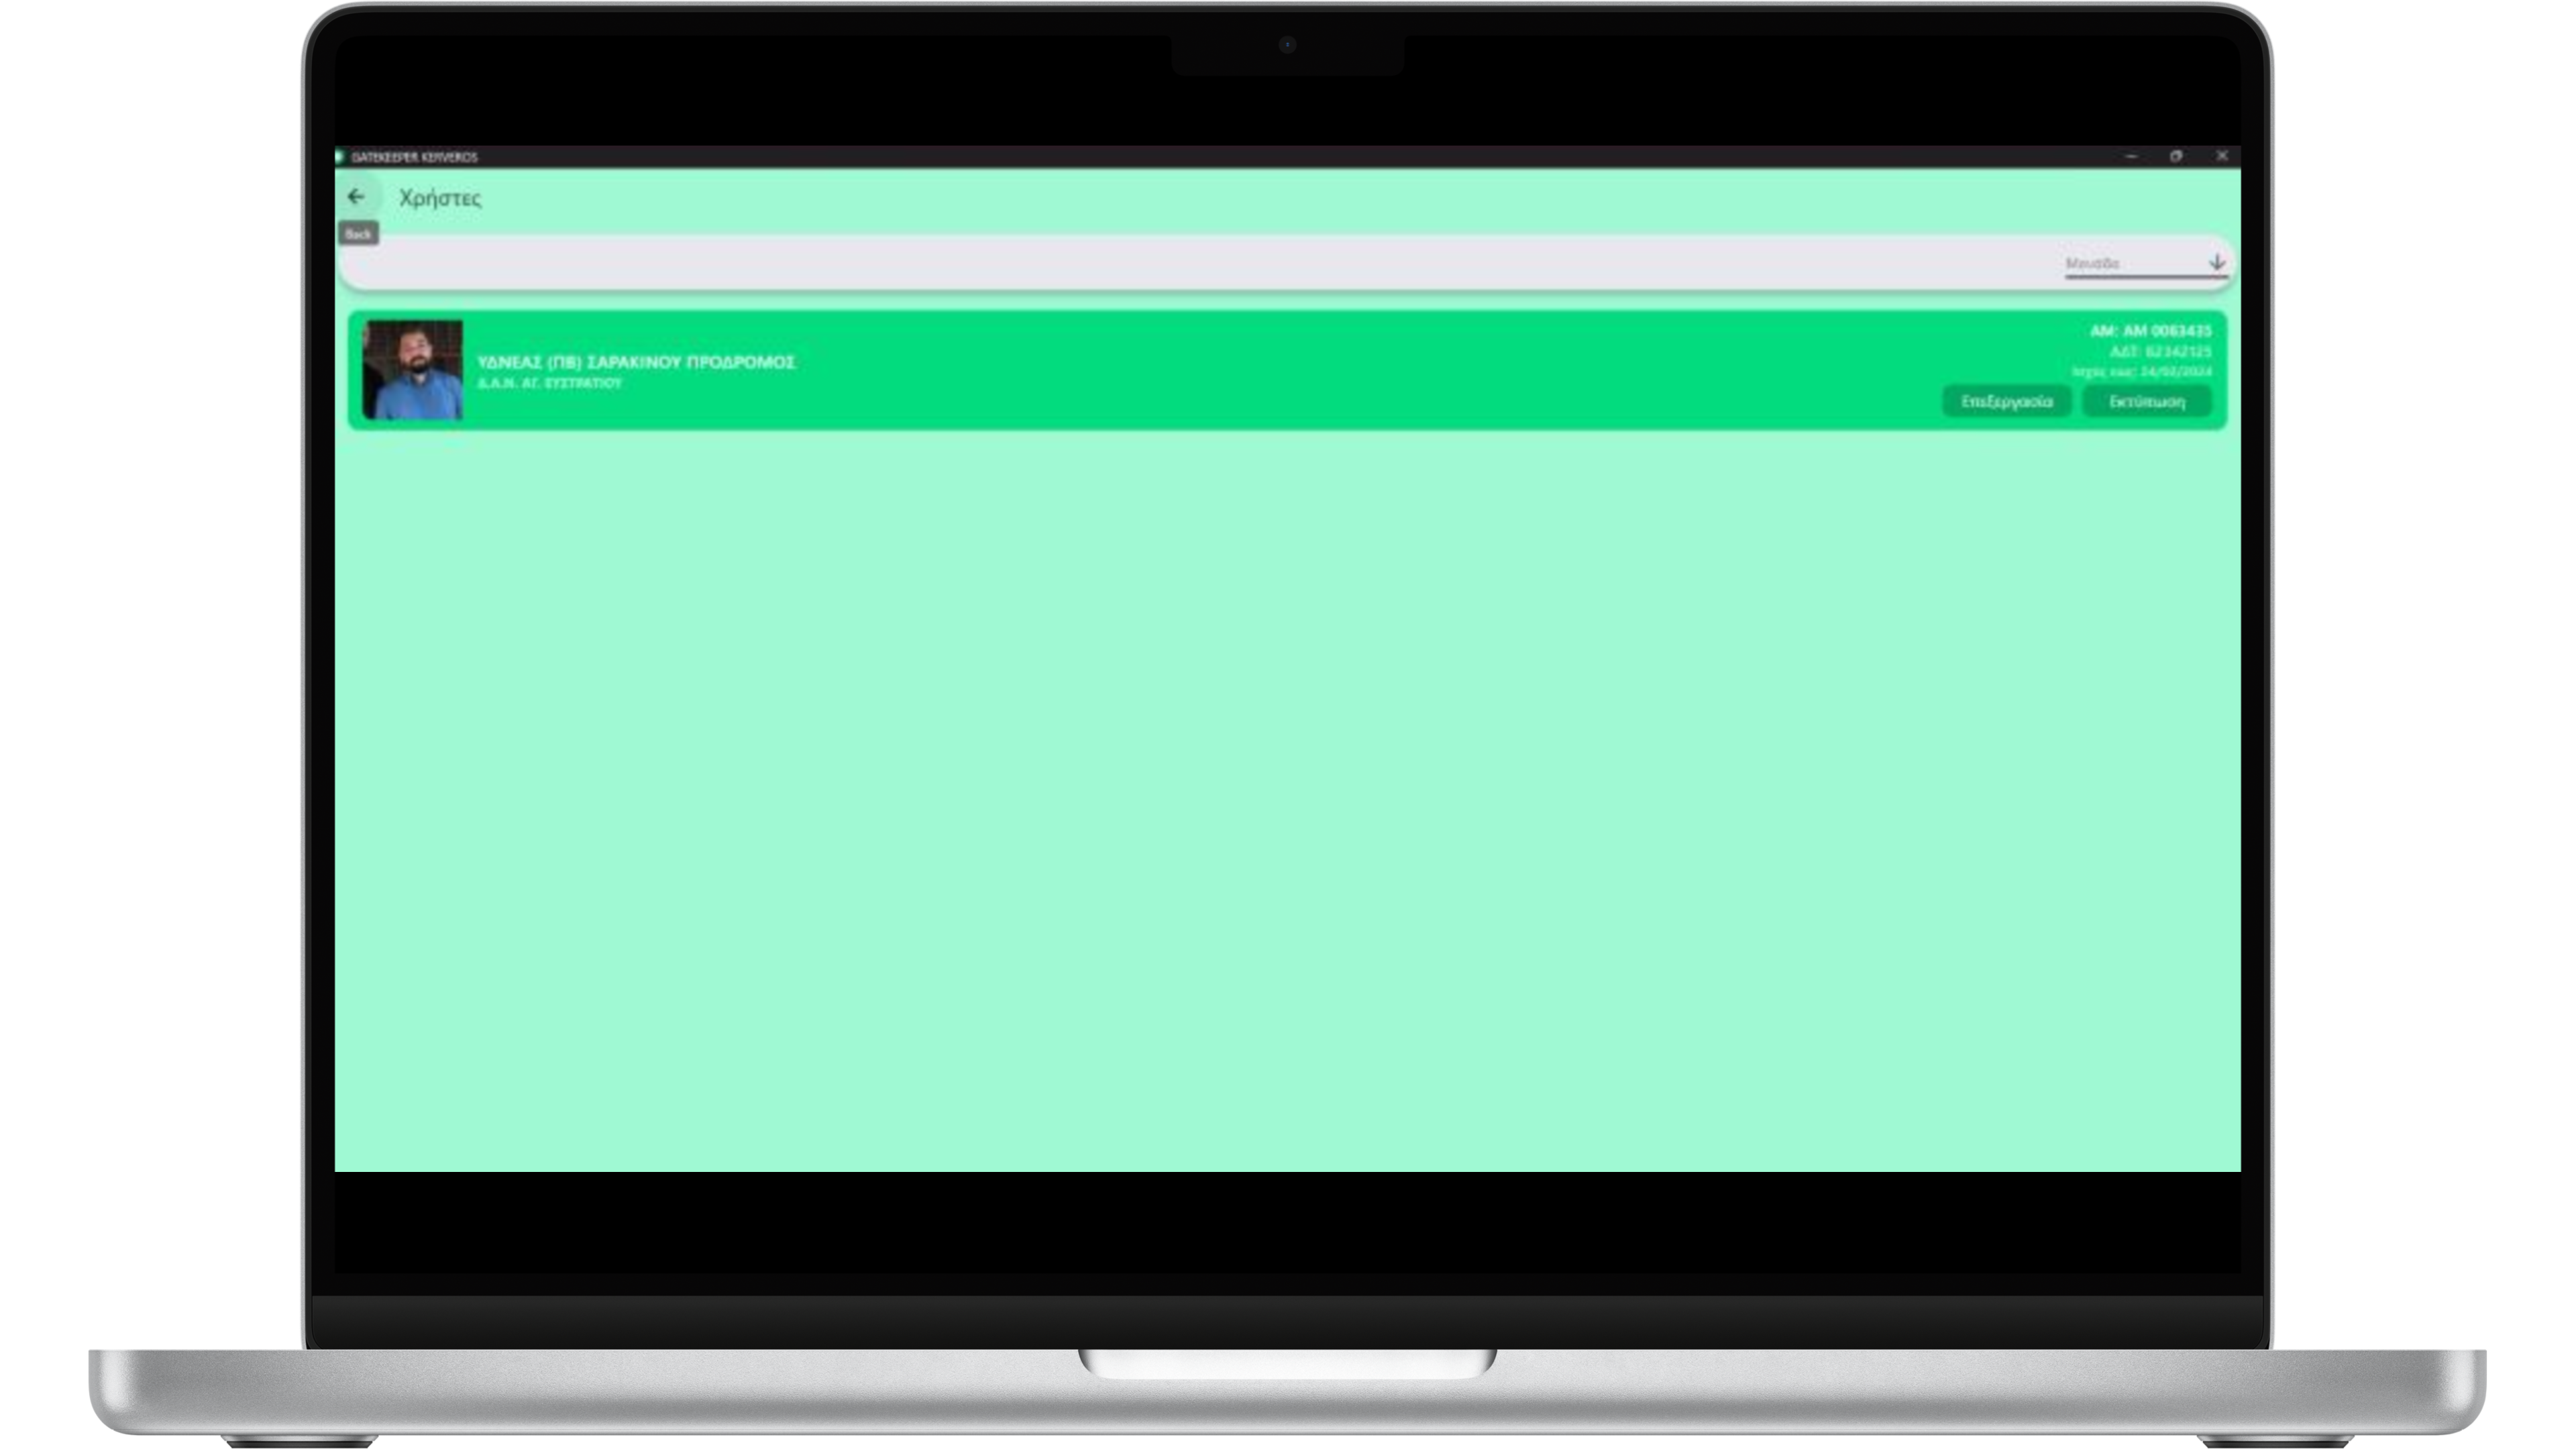 GATEKEEPER KERVEROS
Χρήστες
Back
Μονάδα
ΥΔΝΕΑΣ (ΠΒ) ΣΑΡΑΚΙΝΟΥ ΠΡΟΔΡΟΜΟΣ
Δ.Α.Ν. ΑΓ. ΕΥΣΤΡΑΤΙΟΥ
ΑΜ: ΑΜ 0063435
ΑΔΤ: 62342125
Ισχύς εως: 24/02/2024
Επεξεργασία
Εκτύπωση